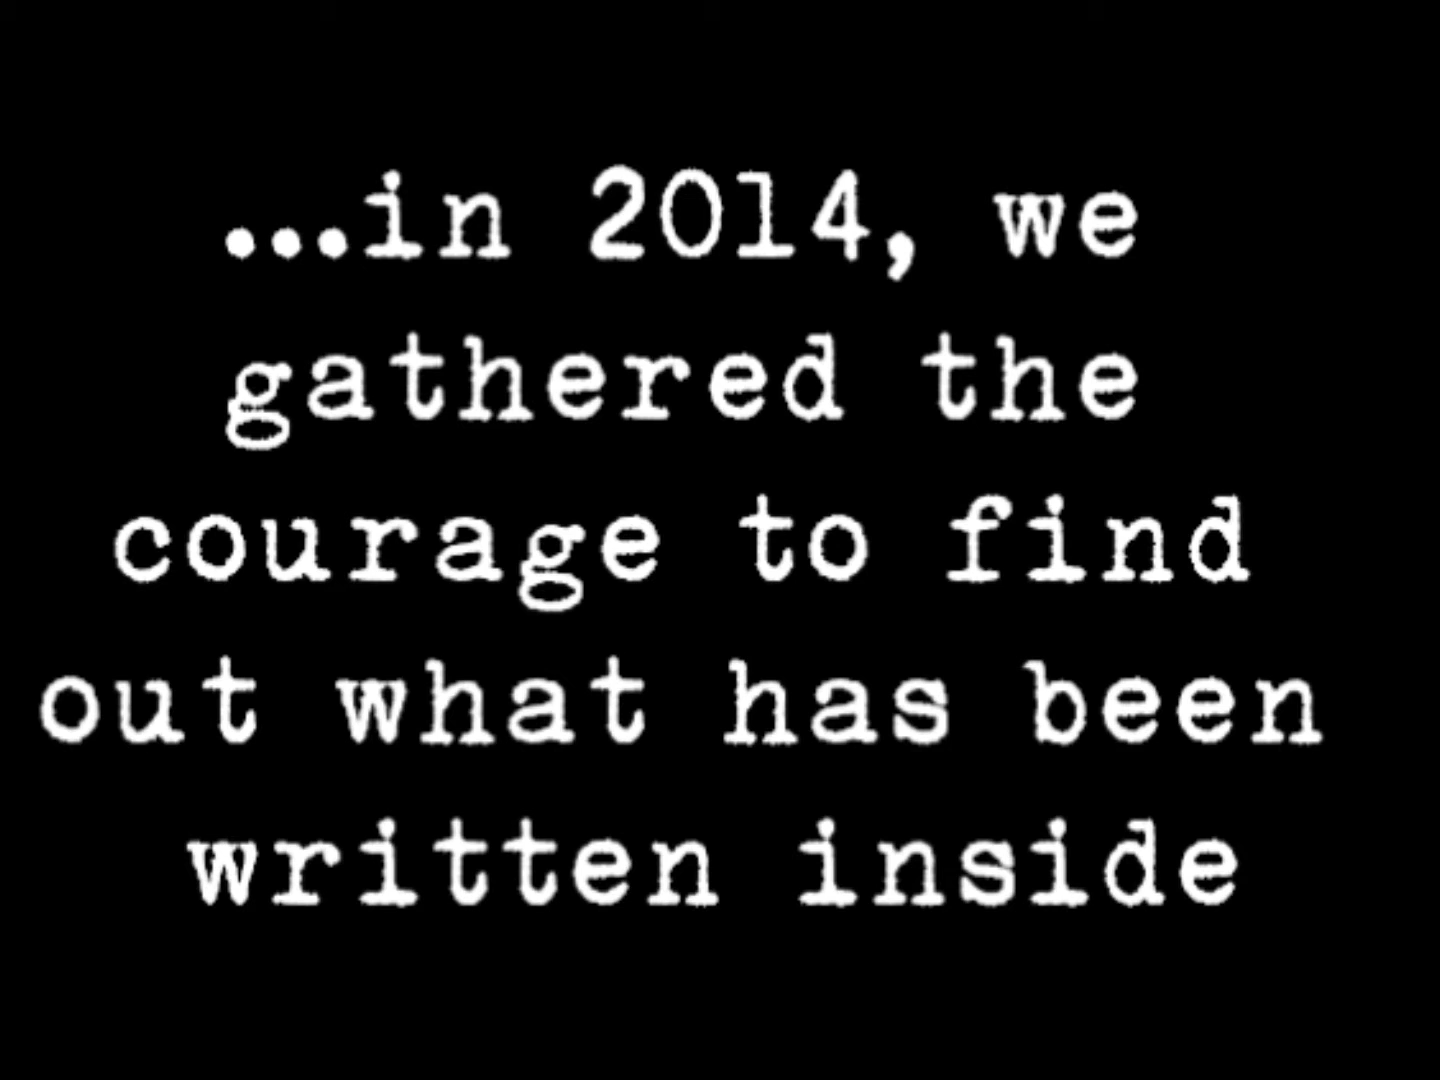 ...in 2014, we
gathered the
courage to find
out what has been
written inside